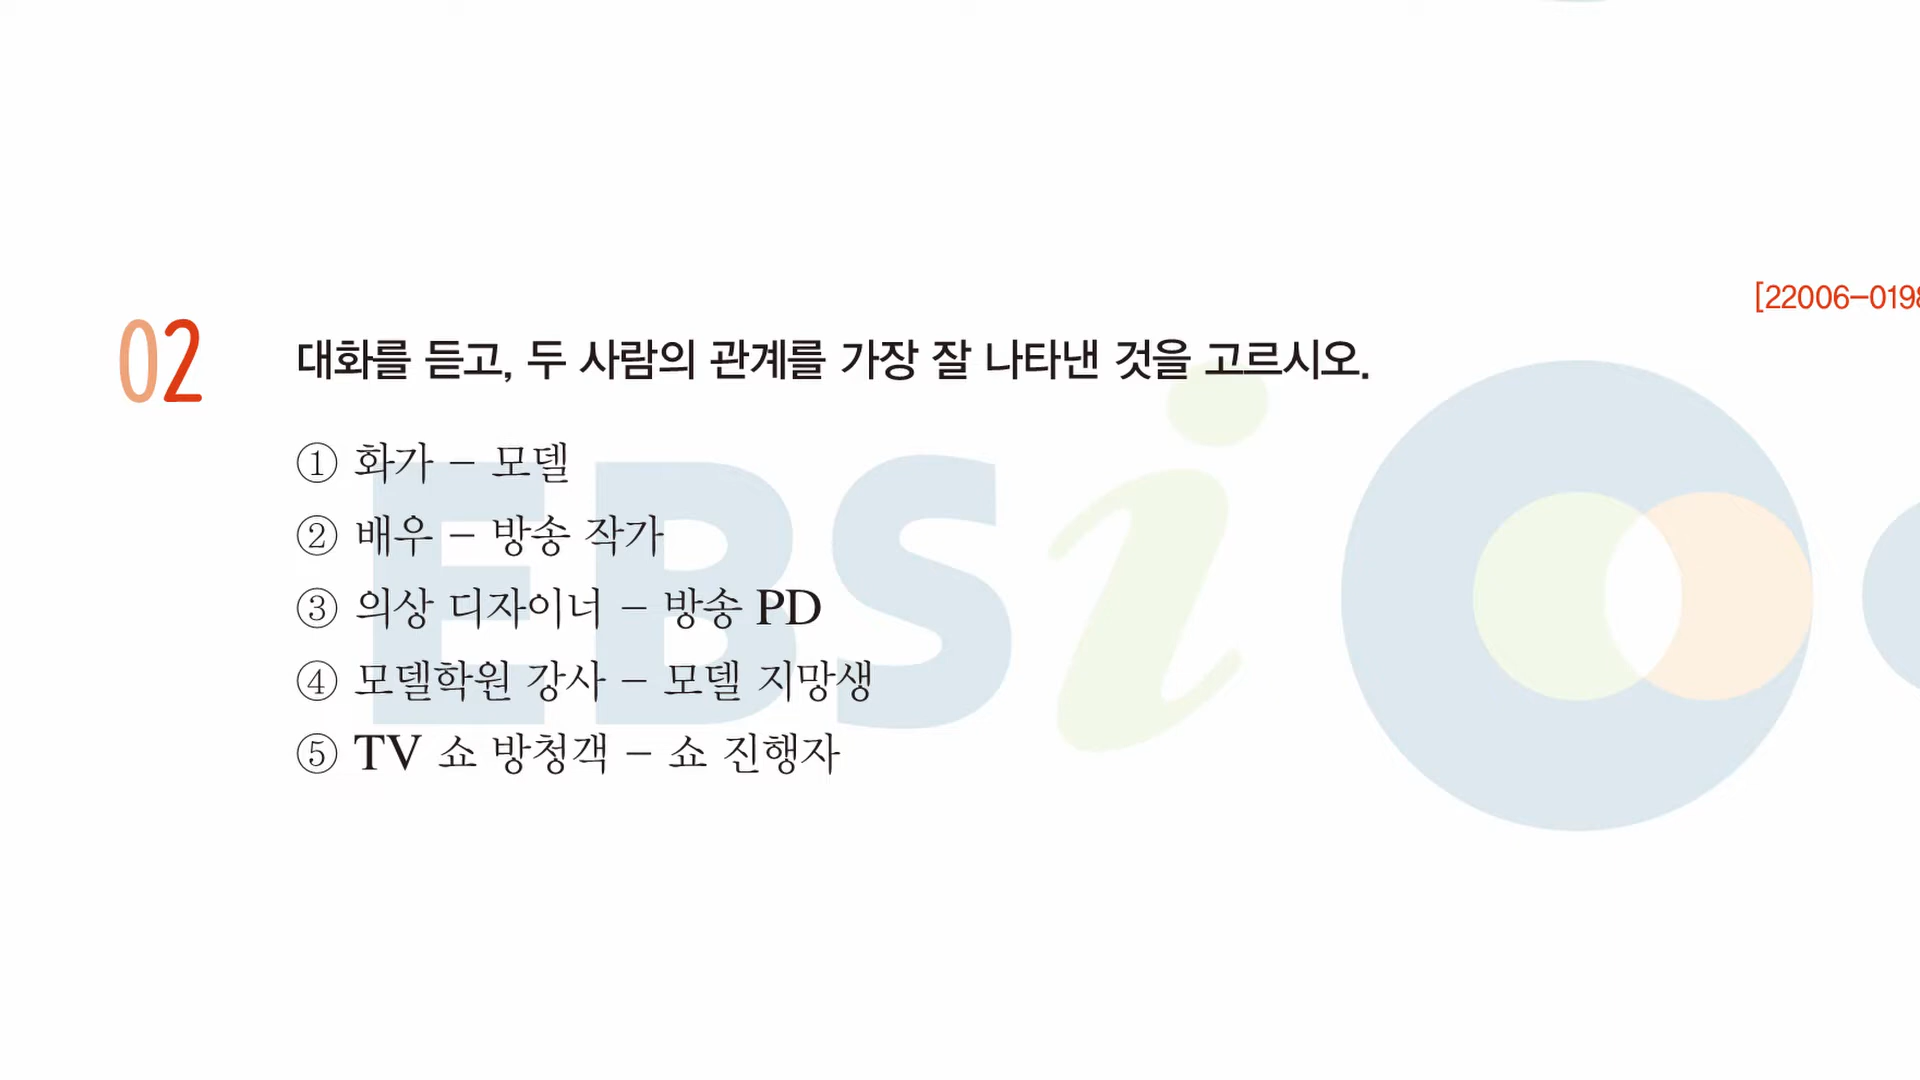 [22006-0198
02 대화를 듣고, 두 사람의 관계를 가장 잘 나타낸 것을 고르시오.
① 화가 - 모델
② 배우 - 방송 작가
③ 의상 디자이너 - 방송 PD
④ 모델학원 강사 - 모델 지망생
⑤ TV 쇼 방청객 - 쇼 진행자
EBSi